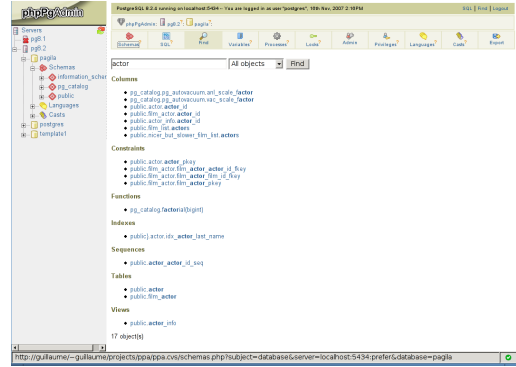 phpPgAdmin
PostgreSQL 8.2.4 running on localhost:5434 -- You are logged in as user "postgres", 10th Nov, 2007 2:16PM
SQL | Find | Logout
phpPgAdmin: pg8.2: pagila:
Schemas SQL Find Variables Processes Locks Admin Privileges Languages Casts Export
Servers
pg8.1
pg8.2
pagila
Schemas
information_scher
pg_catalog
public
Languages
Casts
postgres
template1
actor All objects Find
Columns
pg_catalog.pg_autovacuum.anl_scale_factor
pg_catalog.pg_autovacuum.vac_scale_factor
public.actor.actor_id
public.film_actor.actor_id
public.actor_info.actor_id
public.film_list.actors
public.nicer_but_slower_film_list.actors
Constraints
public.actor.actor_pkey
public.film_actor.film_actor_actor_id_fkey
public.film_actor.film_actor_film_id_fkey
public.film_actor.film_actor_pkey
Functions
pg_catalog.factorial(bigint)
Indexes
public).actor.idx_actor_last_name
Sequences
public.actor_actor_id_seq
Tables
public.actor
public.film_actor
Views
public.actor_info
17 object(s)
http://guillaume/~guillaume/projects/ppa/ppa.cvs/schemas.php?subject=database&server=localhost:5434:prefer&database=pagila